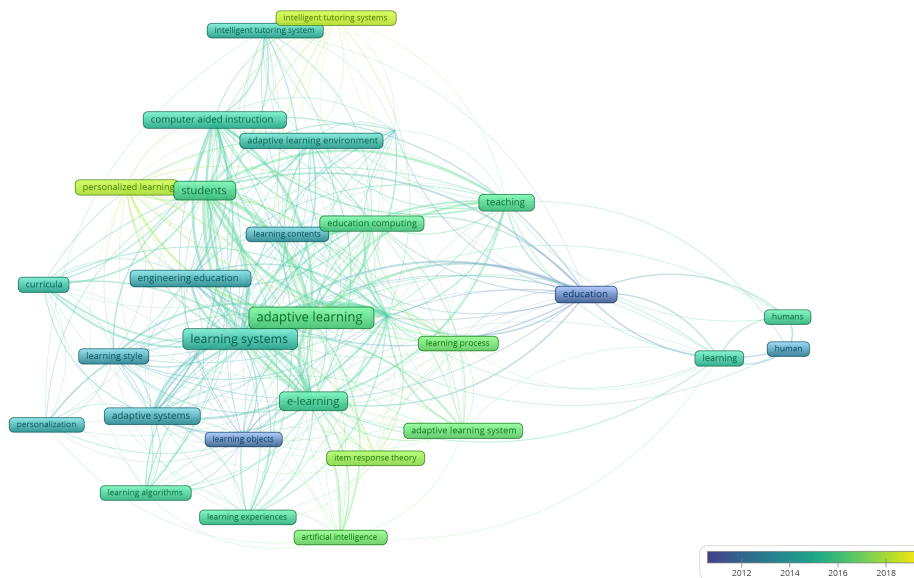 intelligent tutoring systems
intelligent tutoring system
computer aided instruction
adaptive learning environment
personalized learning
students
teaching
education computing
learning contents
engineering education
curricula
education
adaptive learning
humans
learning systems
learning process
human
learning style
learning
e-learning
adaptive systems
personalization
adaptive learning system
learning objects
item response theory
learning algorithms
learning experiences
artificial intelligence
2012 2014 2016 2018